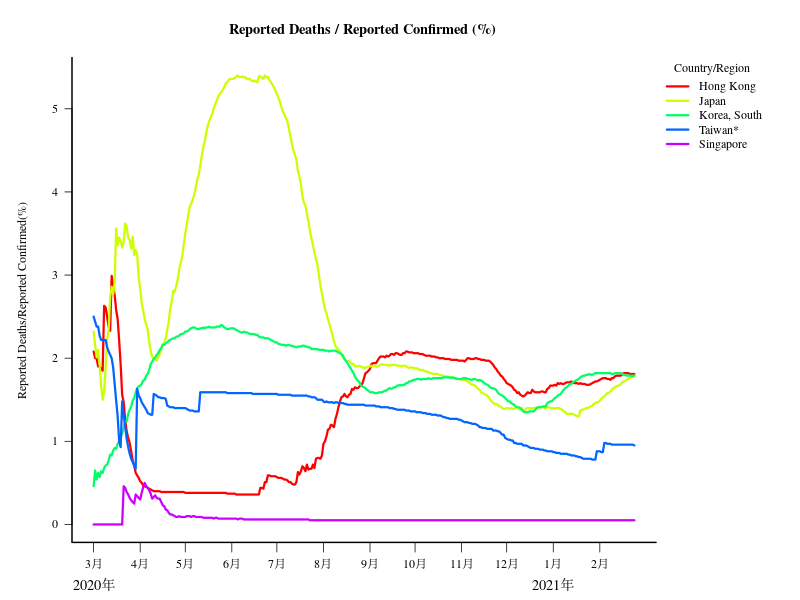 Reported Deaths / Reported Confirmed (%)
Country/Region
Hong Kong
Japan
Korea, South
Taiwan*
Singapore
Reported Deaths/Reported Confirmed(%)
5
4
3
2
1
0
3月 4月 5月 6月 7月 8月 9月 10月 11月 12月 1月 2月
2020年 2021年